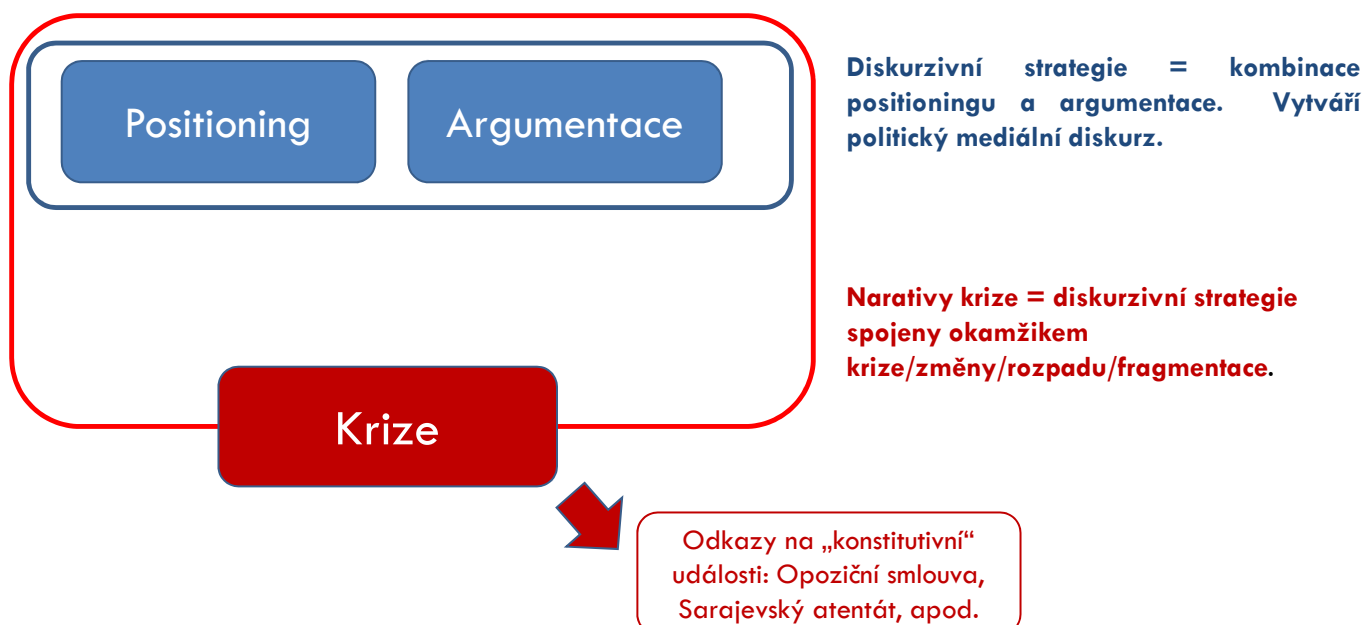 Positioning
Argumentace
Diskurzivní strategie = kombinace
positioningu a argumentace. Vytváří
politický mediální diskurz.
Narativy krize = diskurzivní strategie
spojeny okamžikem
krize/změny/rozpadu/fragmentace.
Krize
Odkazy na „konstitutivní“
události: Opoziční smlouva,
Sarajevský atentát, apod.